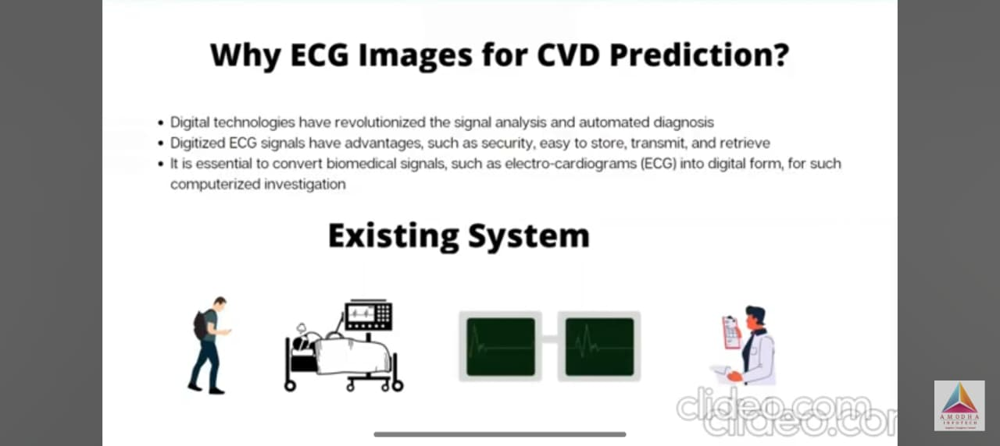 Why ECG Images for CVD Prediction?
• Digital technologies have revolutionized the signal analysis and automated diagnosis
• Digitized ECG signals have advantages, such as security, easy to store, transmit, and retrieve
• It is essential to convert biomedical signals, such as electro-cardiograms (ECG) into digital form, for such
computerized investigation
Existing System
clideo.com
clideo.com
AMODHA
INFOTECH